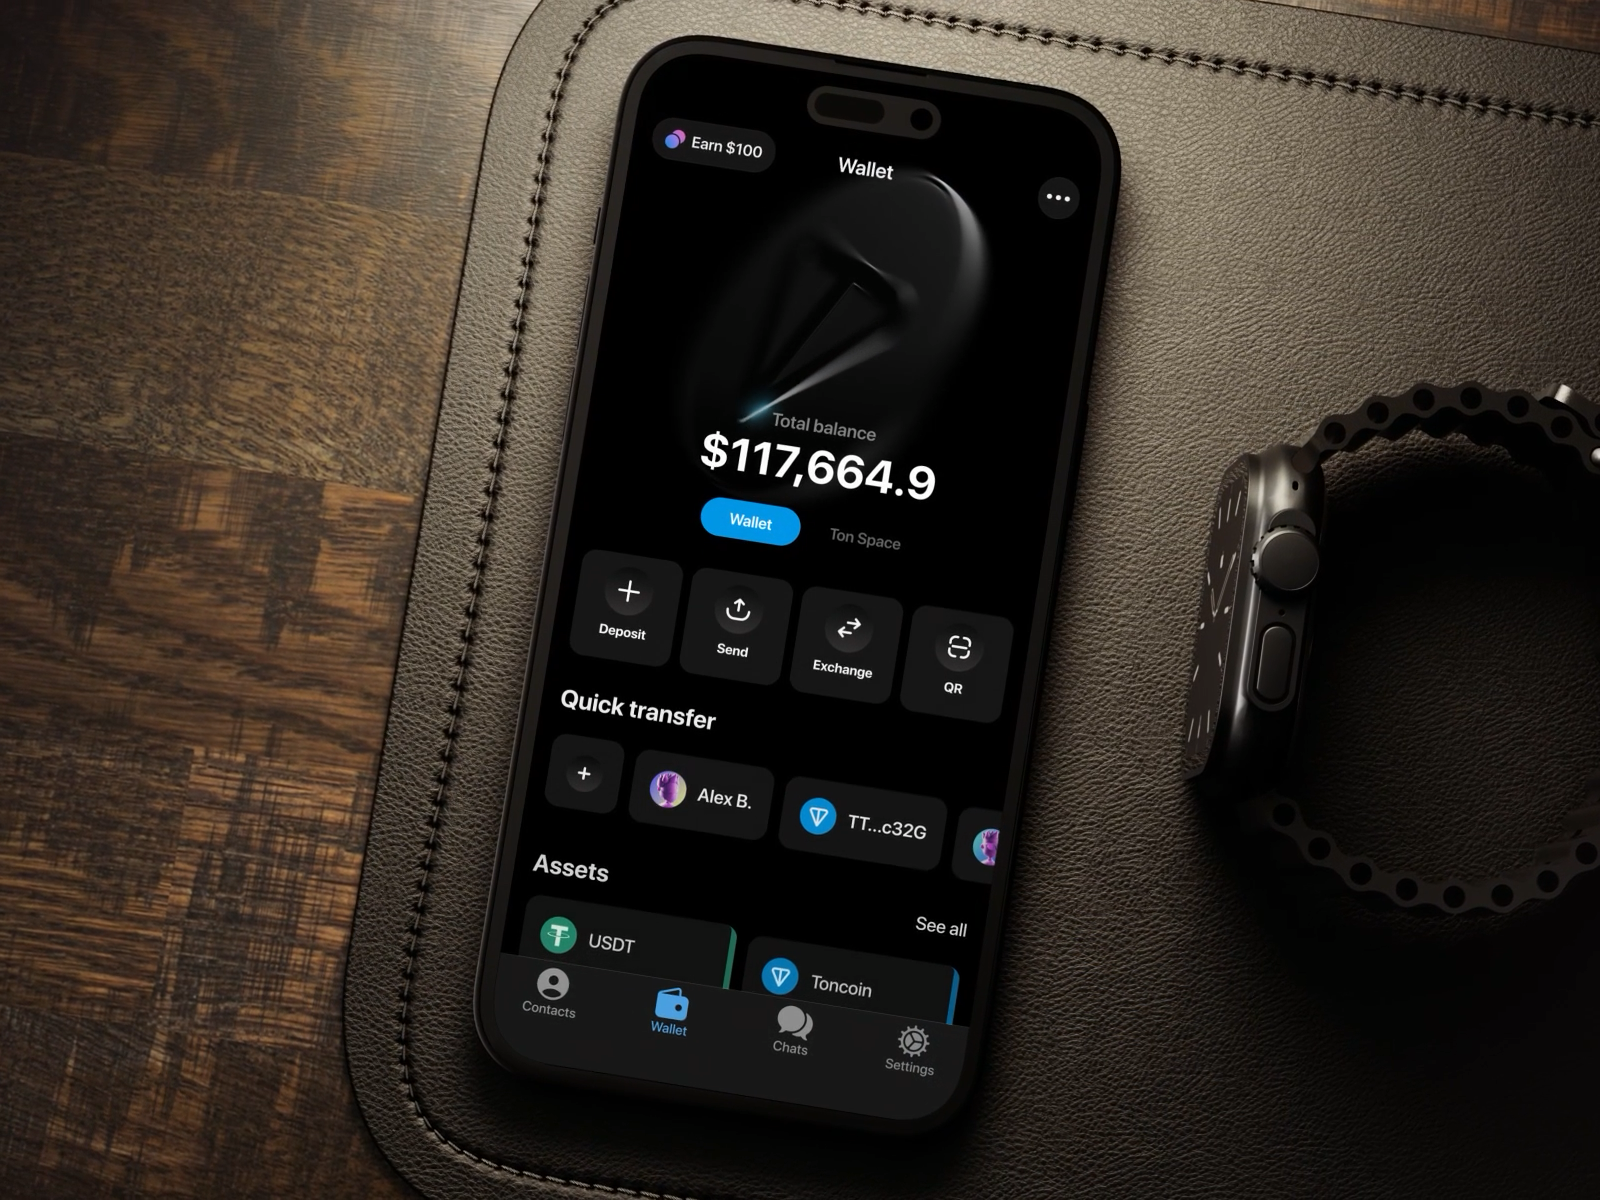 Earn $100
Wallet
Total balance
$117,664.9
Wallet
Ton Space
Deposit
Send
Exchange
QR
Quick transfer
Alex B.
TT...c32G
Assets
See all
USDT
Toncoin
Contacts
Wallet
Chats
Settings